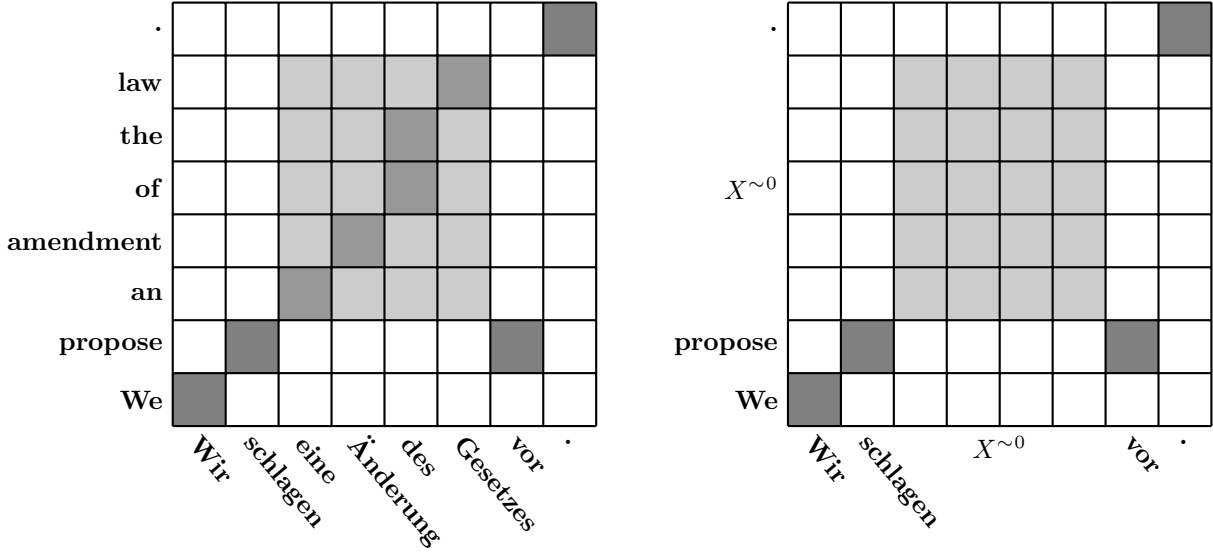 .
law
the
of
amendment
an
propose
We
Wir schlagen eine Änderung des Gesetzes vor .
.
X~0
propose
We
Wir schlagen X~0 vor .